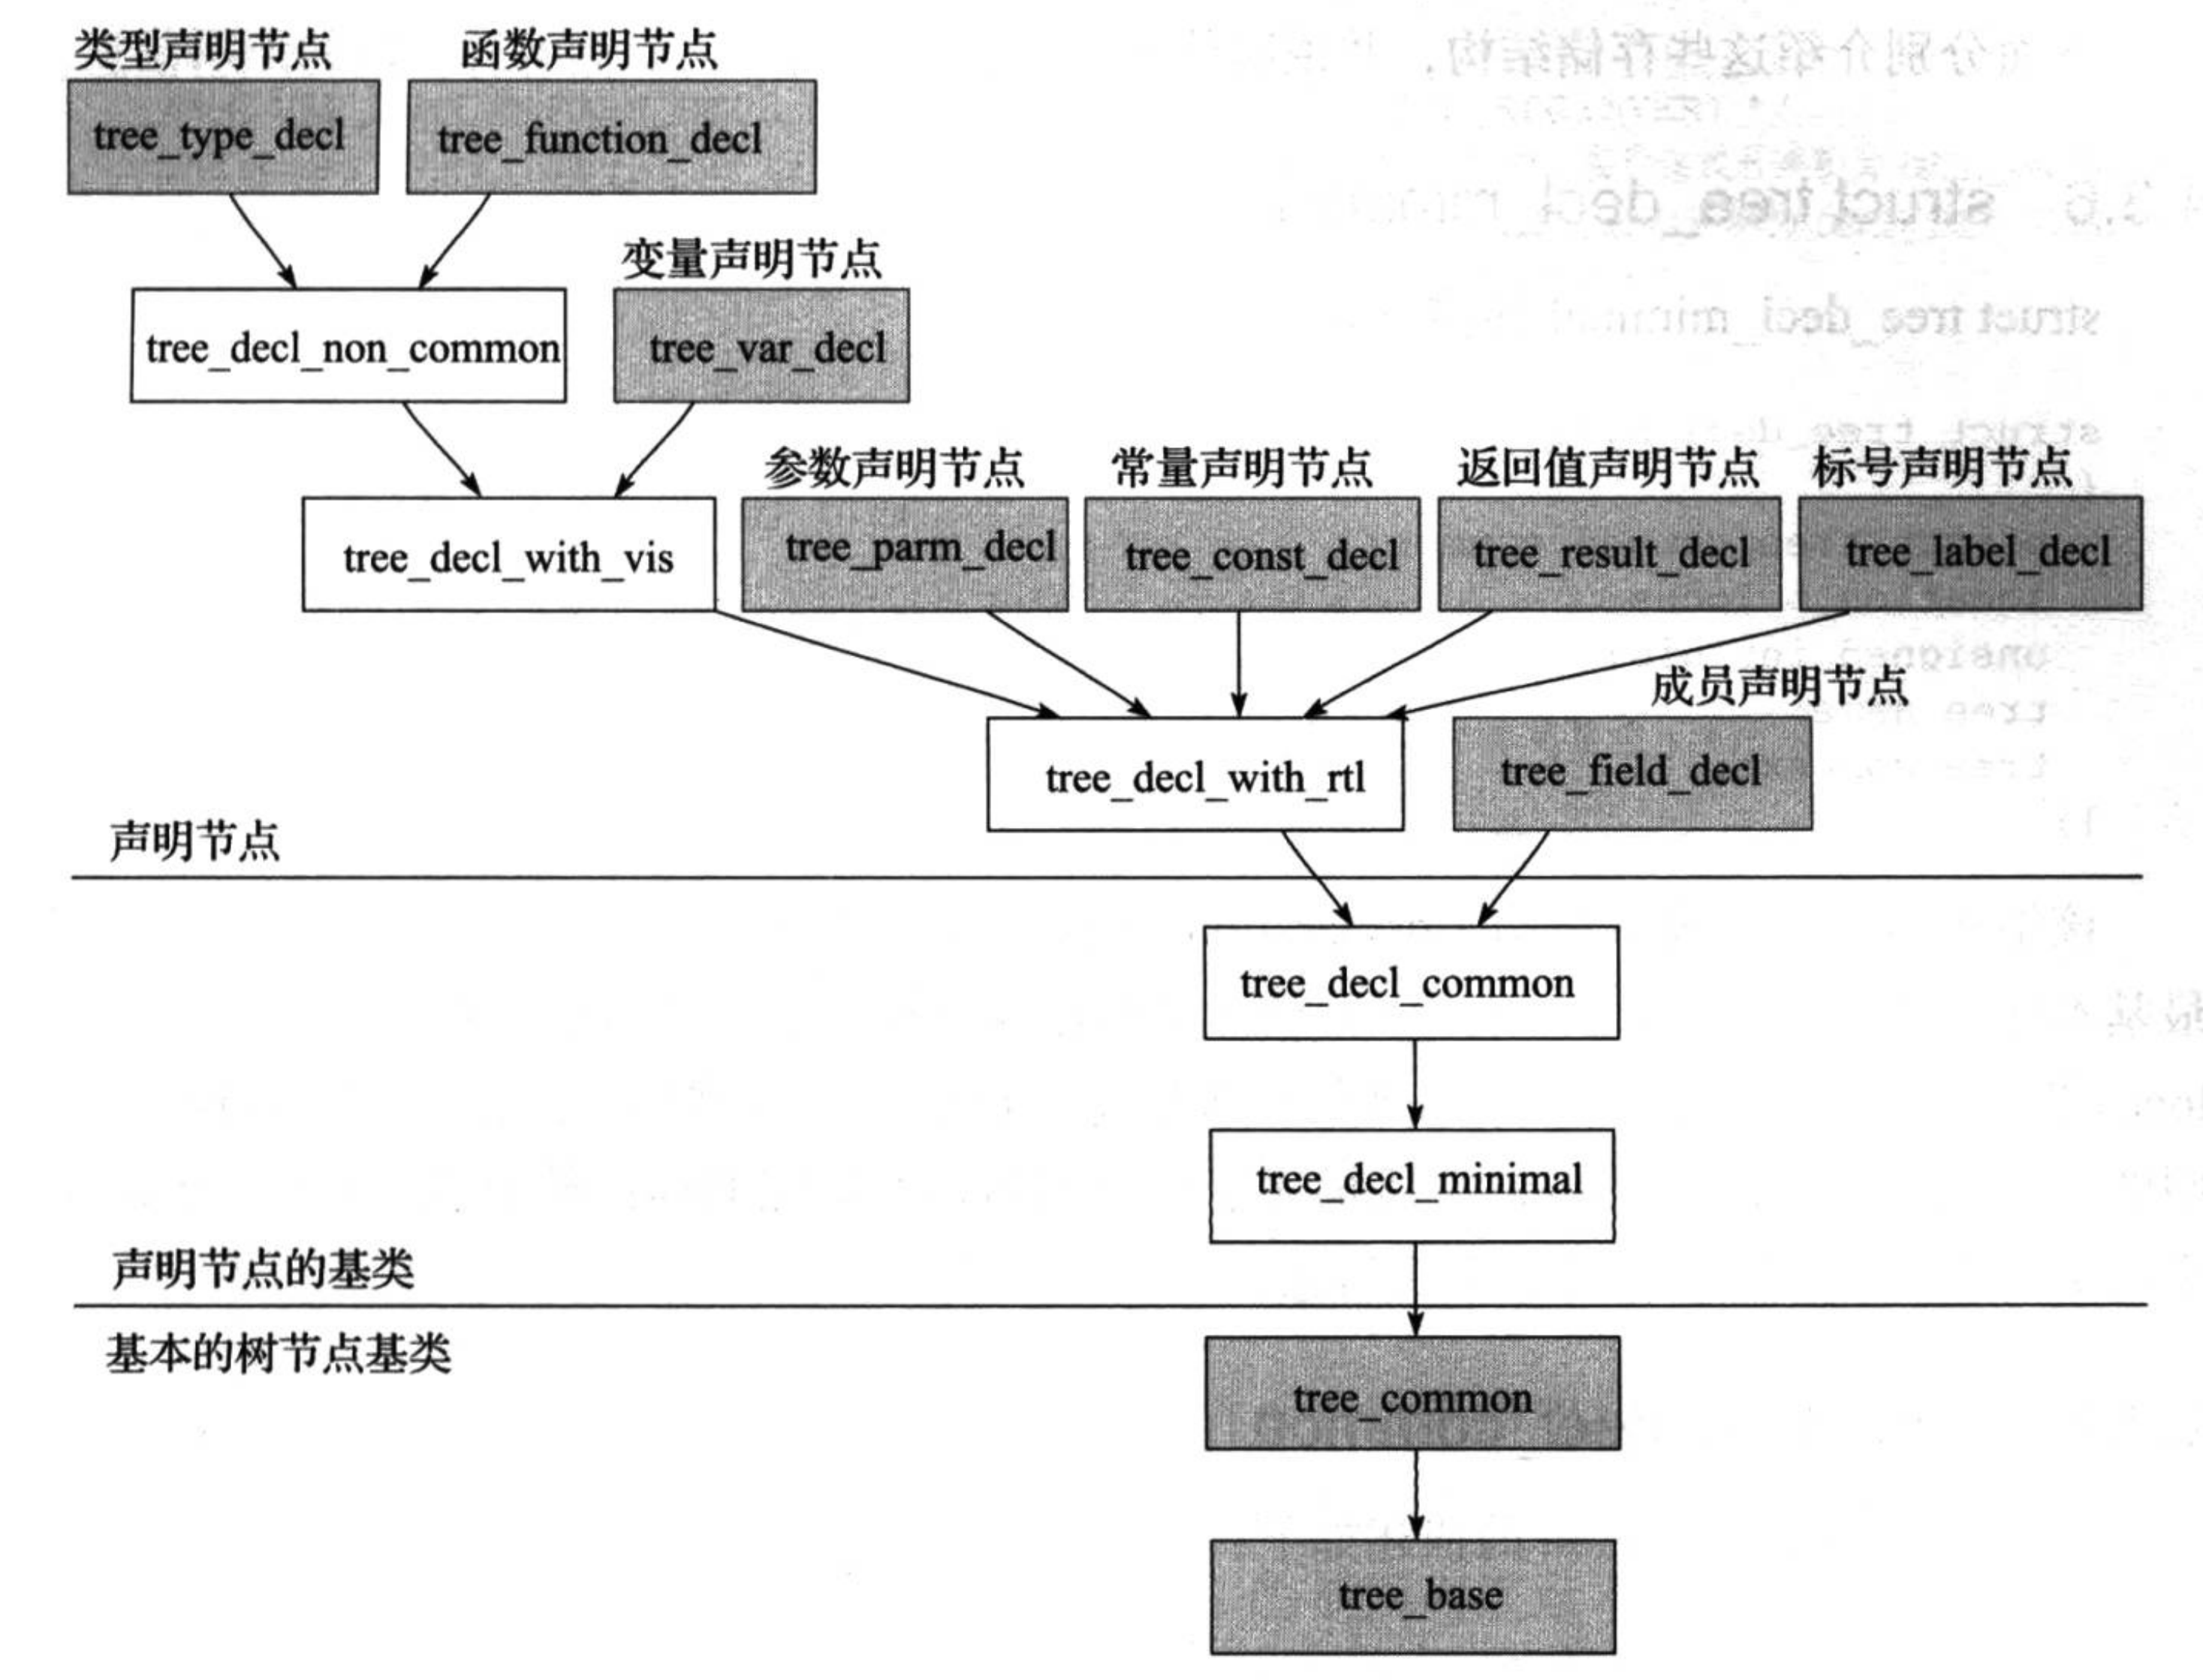 类型声明节点
函数声明节点
tree_type_decl
tree_function_decl
变量声明节点
tree_decl_non_common
tree_var_decl
参数声明节点
常量声明节点
返回值声明节点
标号声明节点
tree_decl_with_vis
tree_parm_decl
tree_const_decl
tree_result_decl
tree_label_decl
成员声明节点
tree_decl_with_rtl
tree_field_decl
声明节点
tree_decl_common
tree_decl_minimal
声明节点的基类
基本的树节点基类
tree_common
tree_base